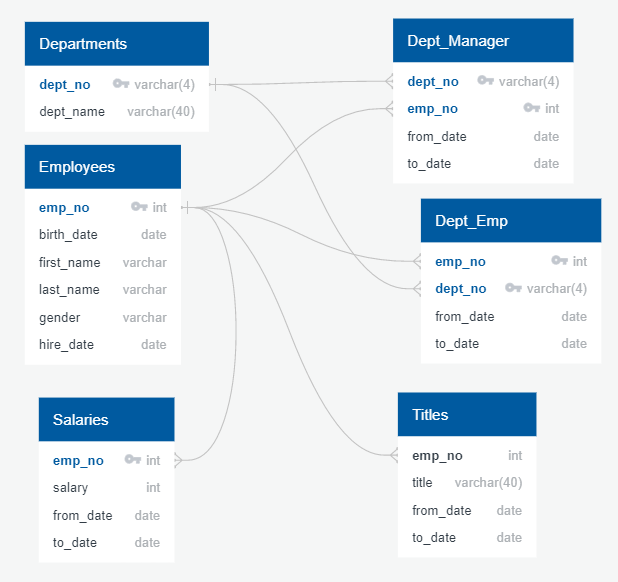 Departments
dept_no varchar(4)
dept_name varchar(40)
Employees
emp_no int
birth_date date
first_name varchar
last_name varchar
gender varchar
hire_date date
Salaries
emp_no int
salary int
from_date date
to_date date
Dept_Manager
dept_no varchar(4)
emp_no int
from_date date
to_date date
Dept_Emp
emp_no int
dept_no varchar(4)
from_date date
to_date date
Titles
emp_no int
title varchar(40)
from_date date
to_date date